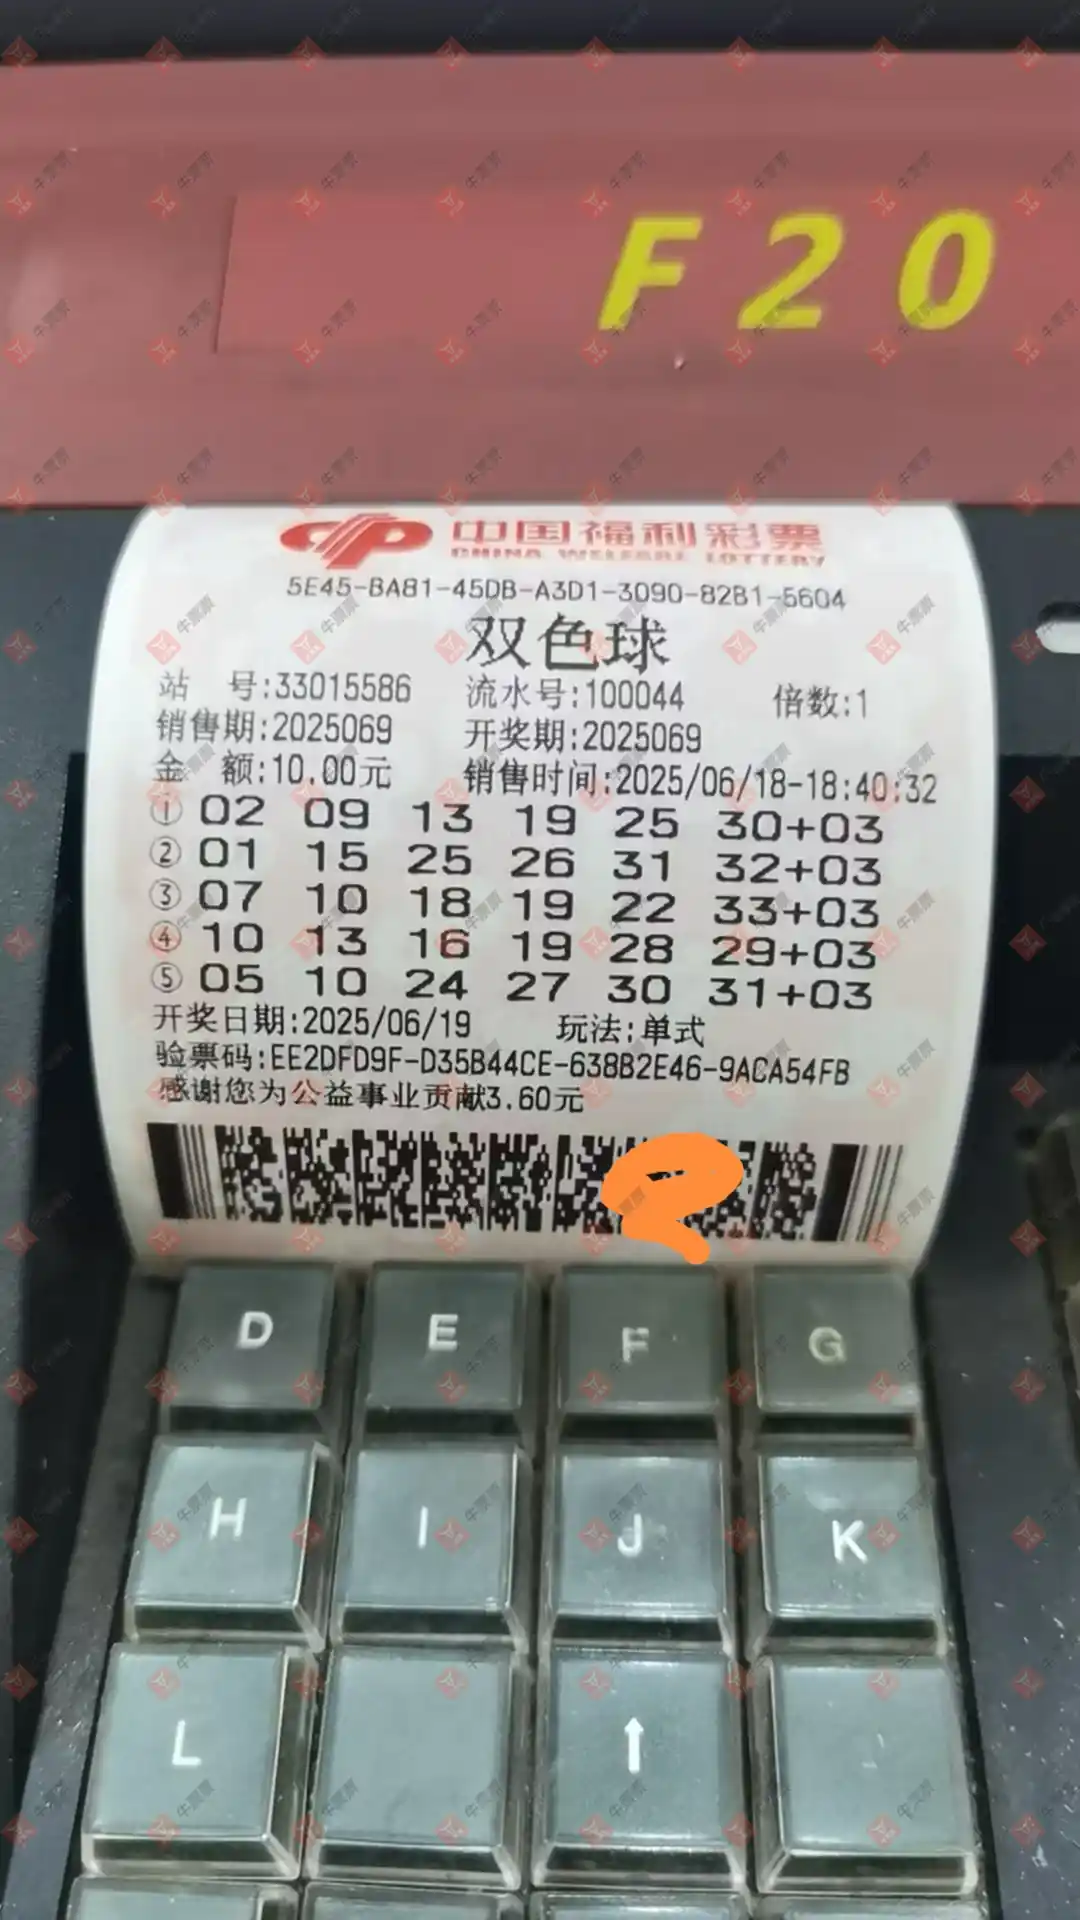 F20
中国福利彩票
CHINA WELFARE LOTTERY
5E45-BA81-45DB-A3D1-3090-82B1-5604
双色球
站 号:33015586 流水号:100044 倍数:1
销售期:2025069 开奖期:2025069
金 额:10.00元 销售时间:2025/06/18-18:40:32
① 02 09 13 19 25 30+03
② 01 15 25 26 31 32+03
③ 07 10 18 19 22 33+03
④ 10 13 16 19 28 29+03
⑤ 05 10 24 27 30 31+03
开奖日期:2025/06/19 玩法:单式
验票码:EE2DFD9F-D35B44CE-638B2E46-9ACA54FB
感谢您为公益事业贡献3.60元
D E F G
H I J K
L ↑
牛票票